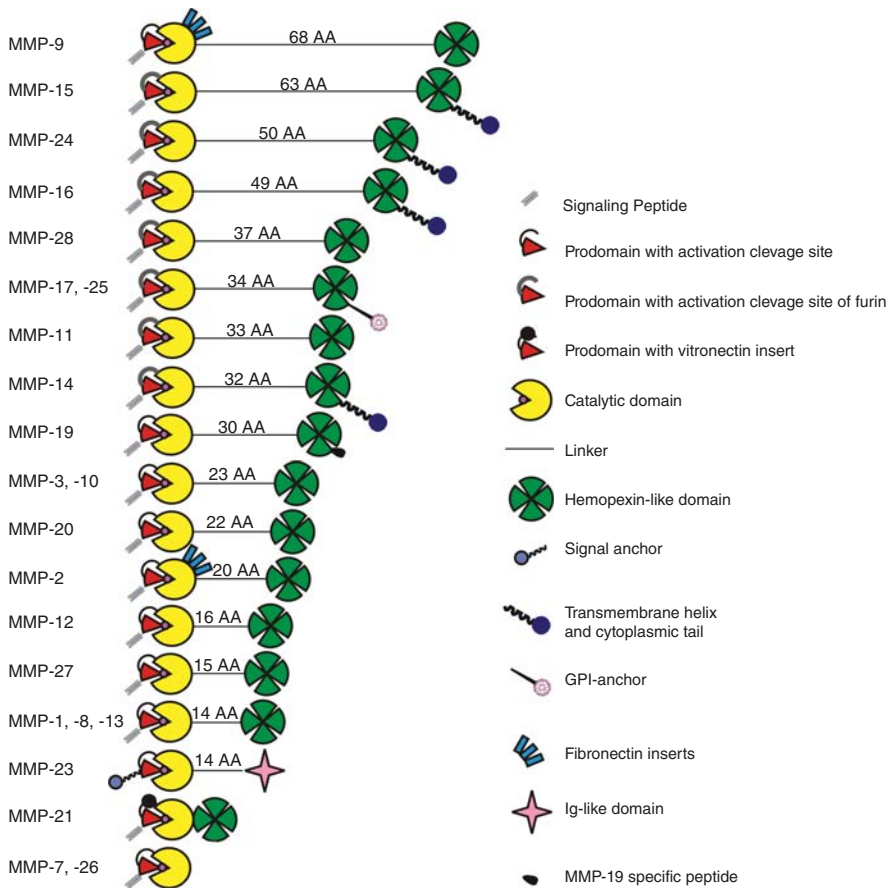 MMP-9
68 AA
MMP-15
63 AA
MMP-24
50 AA
MMP-16
49 AA
MMP-28
37 AA
MMP-17, -25
34 AA
MMP-11
33 AA
MMP-14
32 AA
MMP-19
30 AA
MMP-3, -10
23 AA
MMP-20
22 AA
MMP-2
20 AA
MMP-12
16 AA
MMP-27
15 AA
MMP-1, -8, -13
14 AA
MMP-23
14 AA
MMP-21
MMP-7, -26
Signaling Peptide
Prodomain with activation clevage site
Prodomain with activation clevage site of furin
Prodomain with vitronectin insert
Catalytic domain
Linker
Hemopexin-like domain
Signal anchor
Transmembrane helix
and cytoplasmic tail
GPI-anchor
Fibronectin inserts
Ig-like domain
MMP-19 specific peptide